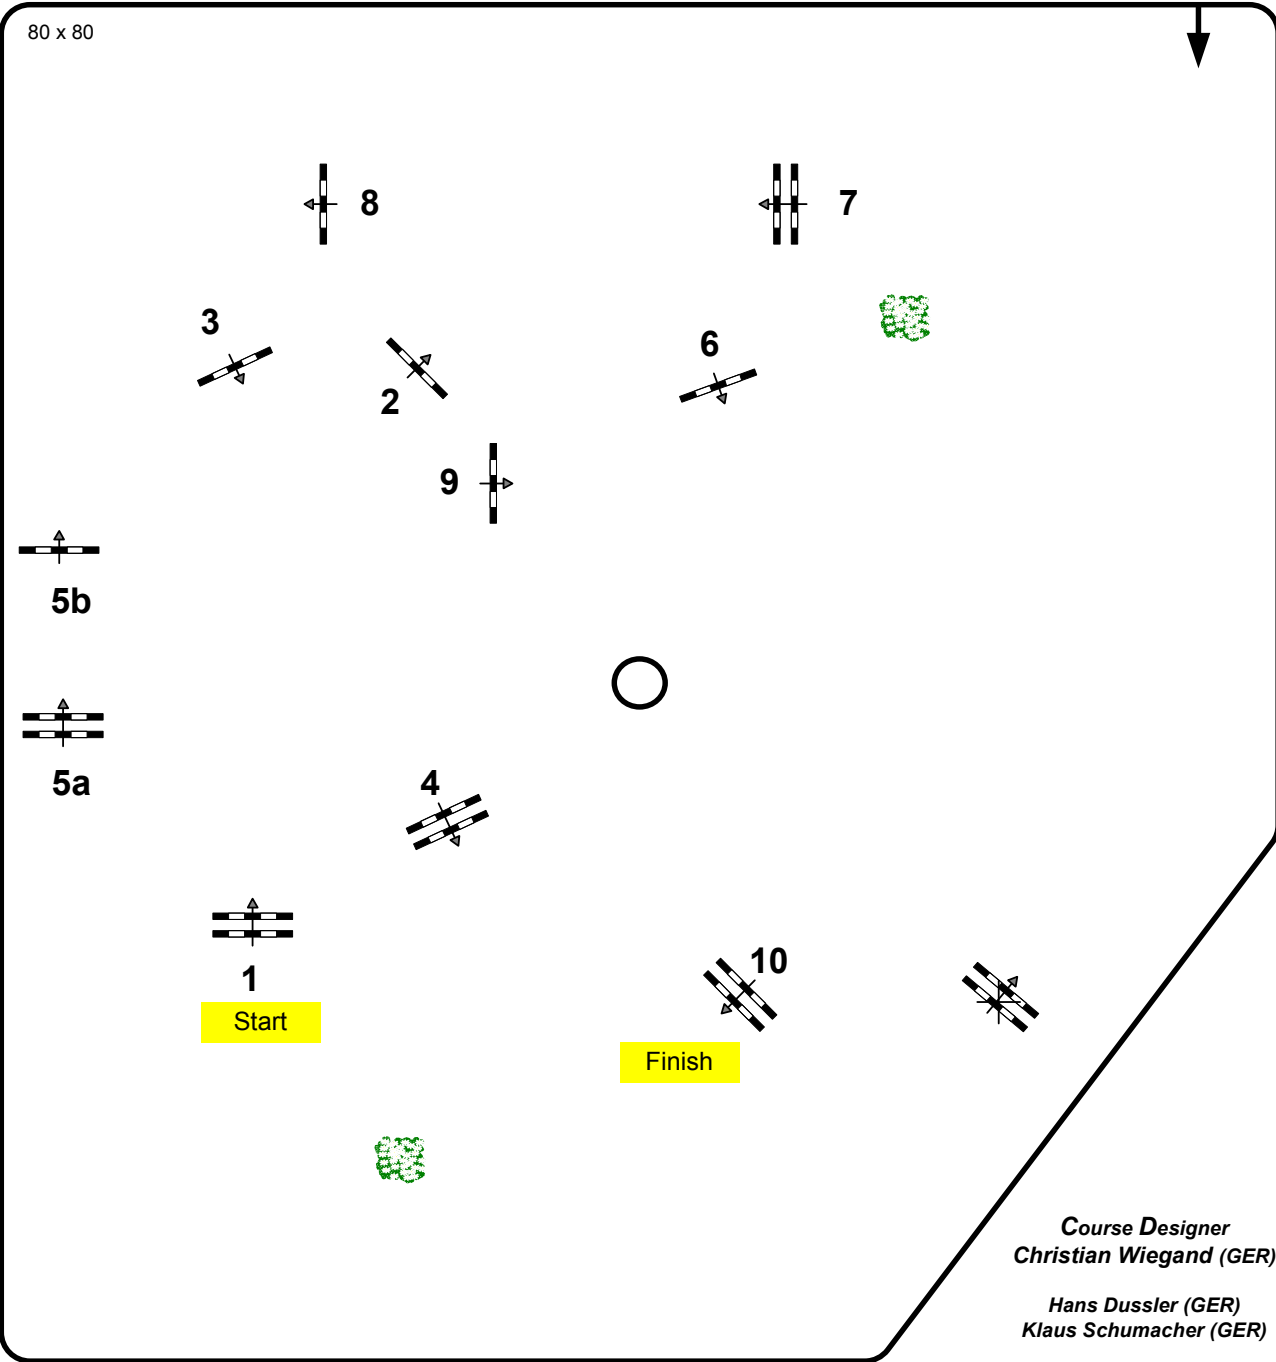 80 x 80
8
7
3
6
2
9
5b
5a
4
10
1
Start
Finish
Course Designer
Christian Wiegand (GER)
Hans Dussler (GER)
Klaus Schumacher (GER)